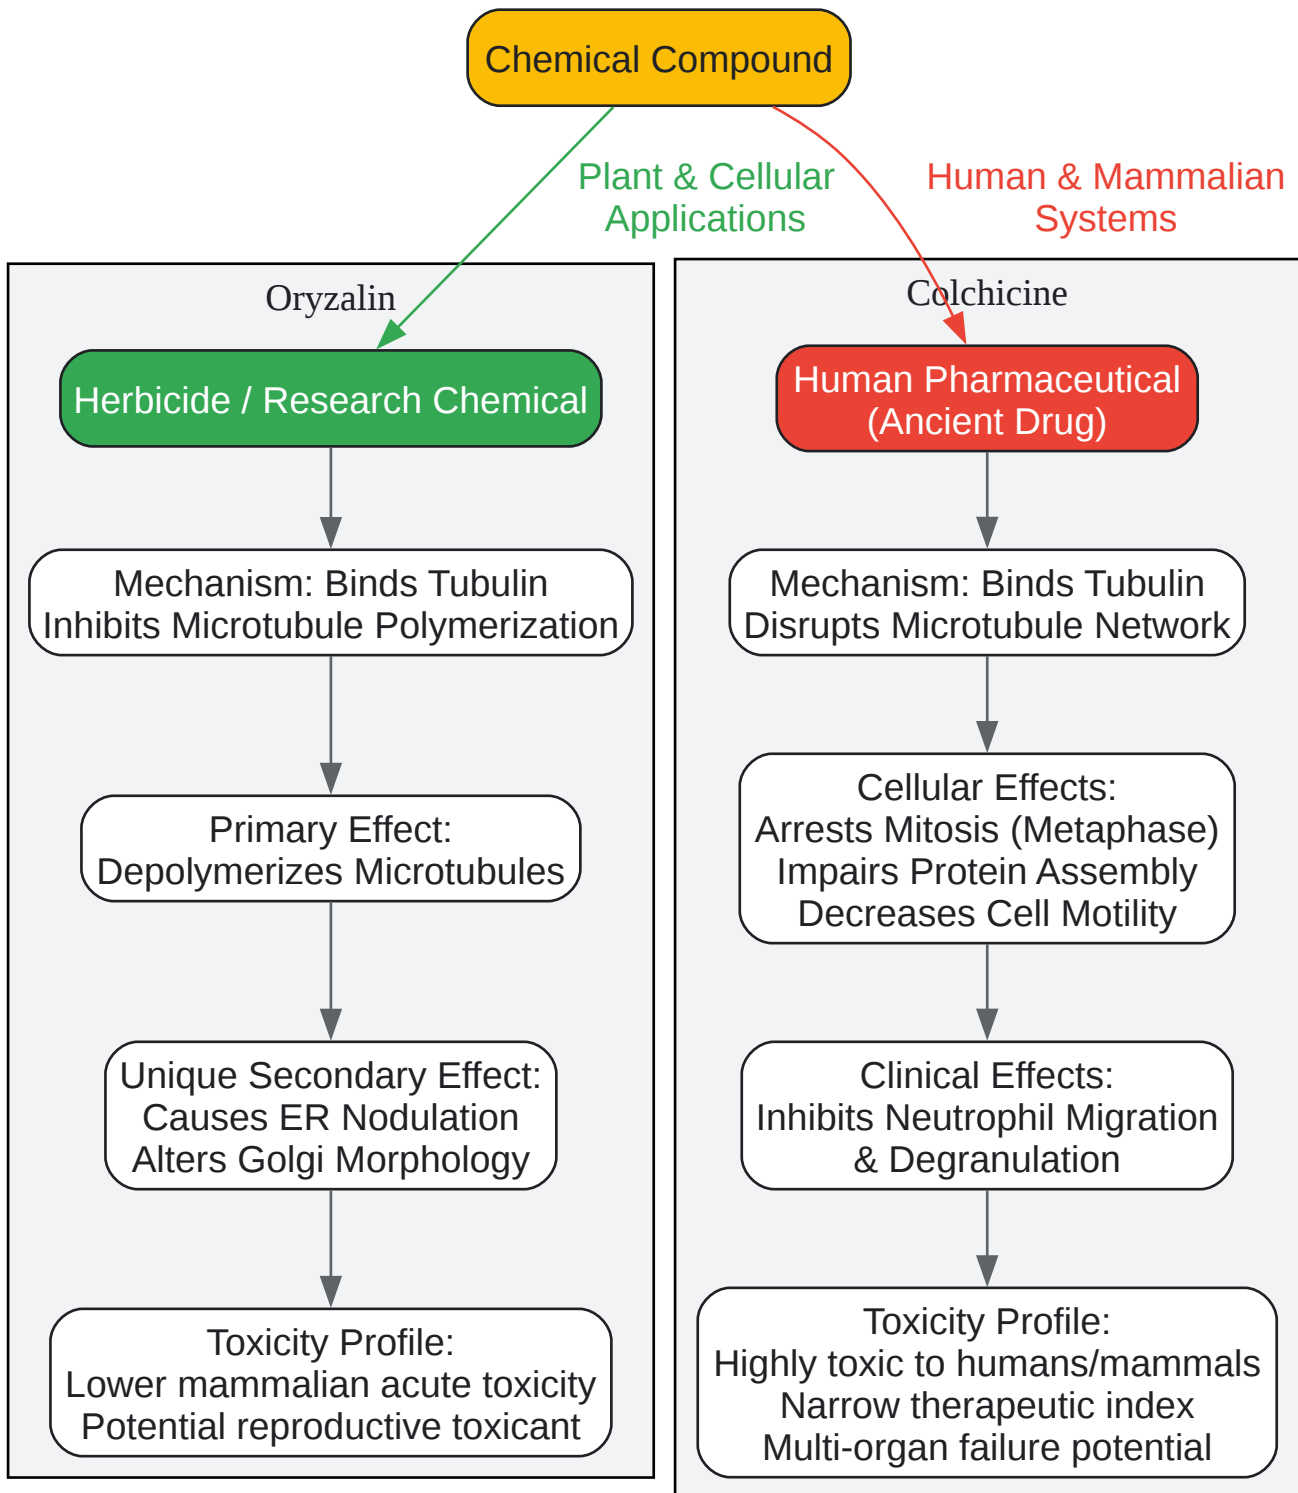 Chemical Compound
Plant & Cellular
Applications
Human & Mammalian
Systems
Oryzalin
Herbicide / Research Chemical
Mechanism: Binds Tubulin
Inhibits Microtubule Polymerization
Primary Effect:
Depolymerizes Microtubules
Unique Secondary Effect:
Causes ER Nodulation
Alters Golgi Morphology
Toxicity Profile:
Lower mammalian acute toxicity
Potential reproductive toxicant
Colchicine
Human Pharmaceutical
(Ancient Drug)
Mechanism: Binds Tubulin
Disrupts Microtubule Network
Cellular Effects:
Arrests Mitosis (Metaphase)
Impairs Protein Assembly
Decreases Cell Motility
Clinical Effects:
Inhibits Neutrophil Migration
& Degranulation
Toxicity Profile:
Highly toxic to humans/mammals
Narrow therapeutic index
Multi-organ failure potential